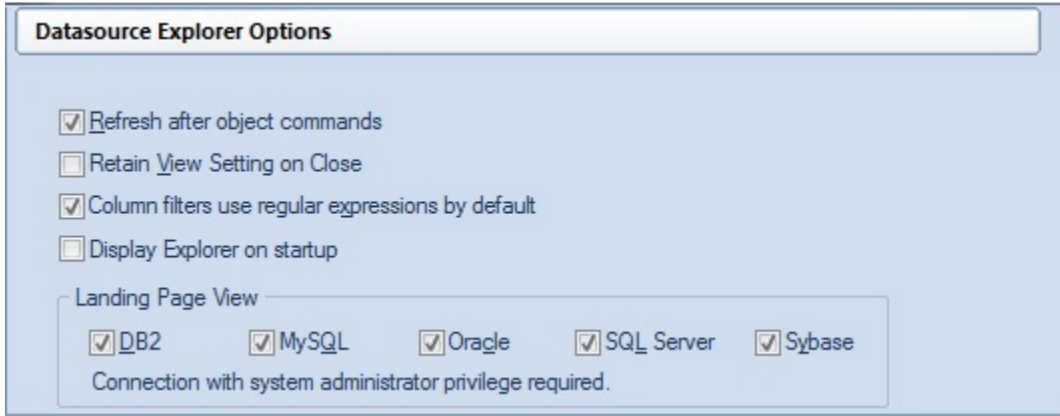 Datasource Explorer Options
Refresh after object commands
Retain View Setting on Close
Column filters use regular expressions by default
Display Explorer on startup
Landing Page View
DB2 MySQL Oracle SQL Server Sybase
Connection with system administrator privilege required.